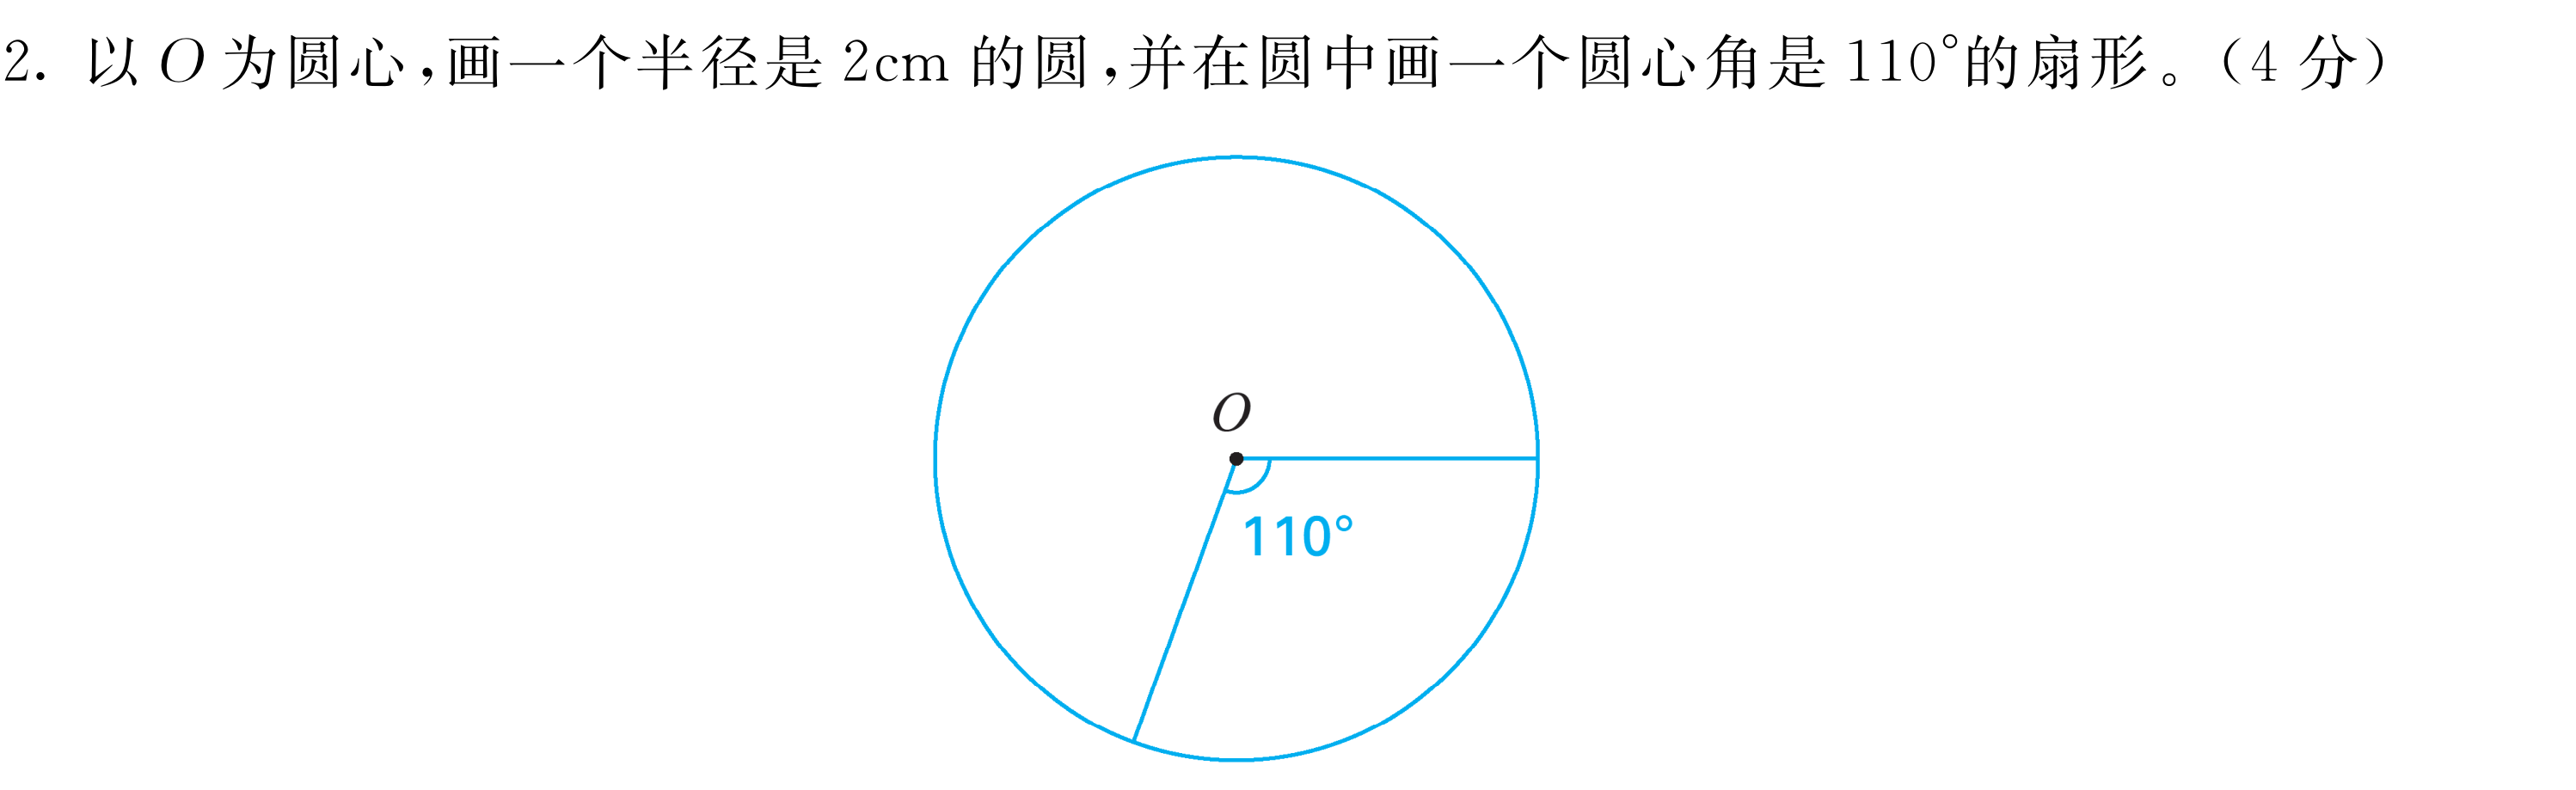 2. 以 O 为圆心,画一个半径是 2cm 的圆,并在圆中画一个圆心角是 110°的扇形。(4 分)
O
110°